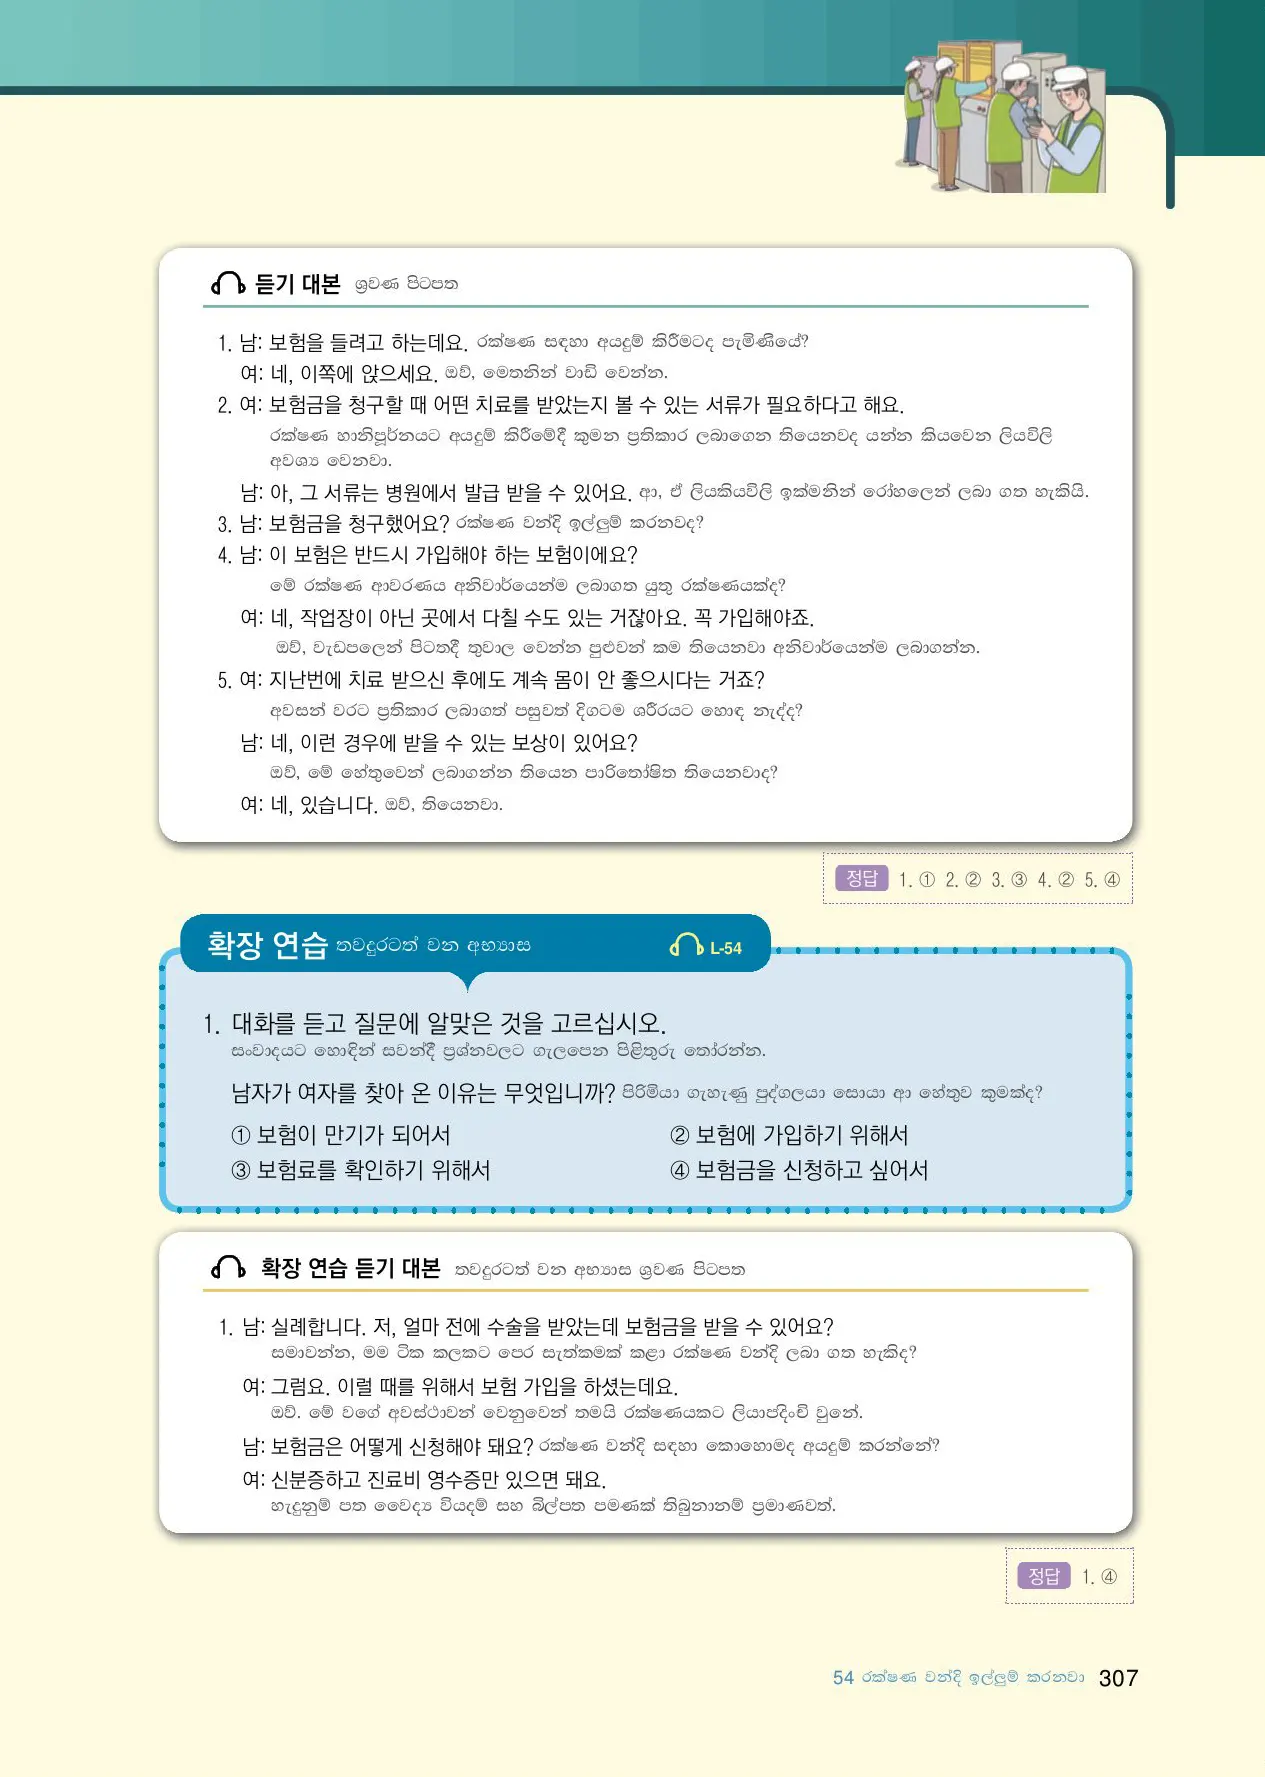 듣기 대본 ශ්‍රවණ පිටපත
1. 남: 보험을 들려고 하는데요. රක්ෂණ සඳහා අයදුම් කිරීමටද පැමිණියේ?
여: 네, 이쪽에 앉으세요. ඔව්, මෙතනින් වාඩි වෙන්න.
2. 여: 보험금을 청구할 때 어떤 치료를 받았는지 볼 수 있는 서류가 필요하다고 해요.
රක්ෂණ හානිපූර්නයට අයදුම් කිරීමේදී කුමන ප්‍රතිකාර ලබාගෙන තියෙනවද යන්න කියවෙන ලියවිලි
අවශ්‍ය වෙනවා.
남: 아, 그 서류는 병원에서 발급 받을 수 있어요. ආ, ඒ ලියකියවිලි ඉක්මනින් රෝහලෙන් ලබා ගත හැකියි.
3. 남: 보험금을 청구했어요? රක්ෂණ වන්දි ඉල්ලුම් කරනවද?
4. 남: 이 보험은 반드시 가입해야 하는 보험이에요?
මේ රක්ෂණ ආවරණය අනිවාර්යෙන්ම ලබාගත යුතු රක්ෂණයක්ද?
여: 네, 작업장이 아닌 곳에서 다칠 수도 있는 거잖아요. 꼭 가입해야죠.
ඔව්, වැඩපලෙන් පිටතදී තුවාල වෙන්න පුළුවන් කම තියෙනවා අනිවාර්යෙන්ම ලබාගන්න.
5. 여: 지난번에 치료 받으신 후에도 계속 몸이 안 좋으시다는 거죠?
අවසන් වරට ප්‍රතිකාර ලබාගත් පසුවත් දිගටම ශරීරයට හොඳ නැද්ද?
남: 네, 이런 경우에 받을 수 있는 보상이 있어요?
ඔව්, මේ හේතුවෙන් ලබාගන්න තියෙන පාරිතෝෂිත තියෙනවාද?
여: 네, 있습니다. ඔව්, තියෙනවා.
정답 1. ① 2. ② 3. ③ 4. ② 5. ④
확장 연습 තවදුරටත් වන අභ්‍යාස L-54
1. 대화를 듣고 질문에 알맞은 것을 고르십시오.
සංවාදයට හොඳින් සවන්දී ප්‍රශ්නවලට ගැලපෙන පිළිතුරු තෝරන්න.
남자가 여자를 찾아 온 이유는 무엇입니까? පිරිමියා ගැහැණු පුද්ගලයා සොයා ආ හේතුව කුමක්ද?
① 보험이 만기가 되어서 ② 보험에 가입하기 위해서
③ 보험료를 확인하기 위해서 ④ 보험금을 신청하고 싶어서
확장 연습 듣기 대본 තවදුරටත් වන අභ්‍යාස ශ්‍රවණ පිටපත
1. 남: 실례합니다. 저, 얼마 전에 수술을 받았는데 보험금을 받을 수 있어요?
සමාවන්න, මම ටික කලකට පෙර සැත්කමක් කළා රක්ෂණ වන්දි ලබා ගත හැකිද?
여: 그럼요. 이럴 때를 위해서 보험 가입을 하셨는데요.
ඔව්. මේ වගේ අවස්ථාවන් වෙනුවෙන් තමයි රක්ෂණයකට ලියාපදිංචි වුනේ.
남: 보험금은 어떻게 신청해야 돼요? රක්ෂණ වන්දි සඳහා කොහොමද අයදුම් කරන්නේ?
여: 신분증하고 진료비 영수증만 있으면 돼요.
හැදුනුම් පත වෛද්‍ය වියදම් සහ බිල්පත පමණක් තිබුනානම් ප්‍රමාණවත්.
정답 1. ④
54 රක්ෂණ වන්දි ඉල්ලුම් කරනවා 307